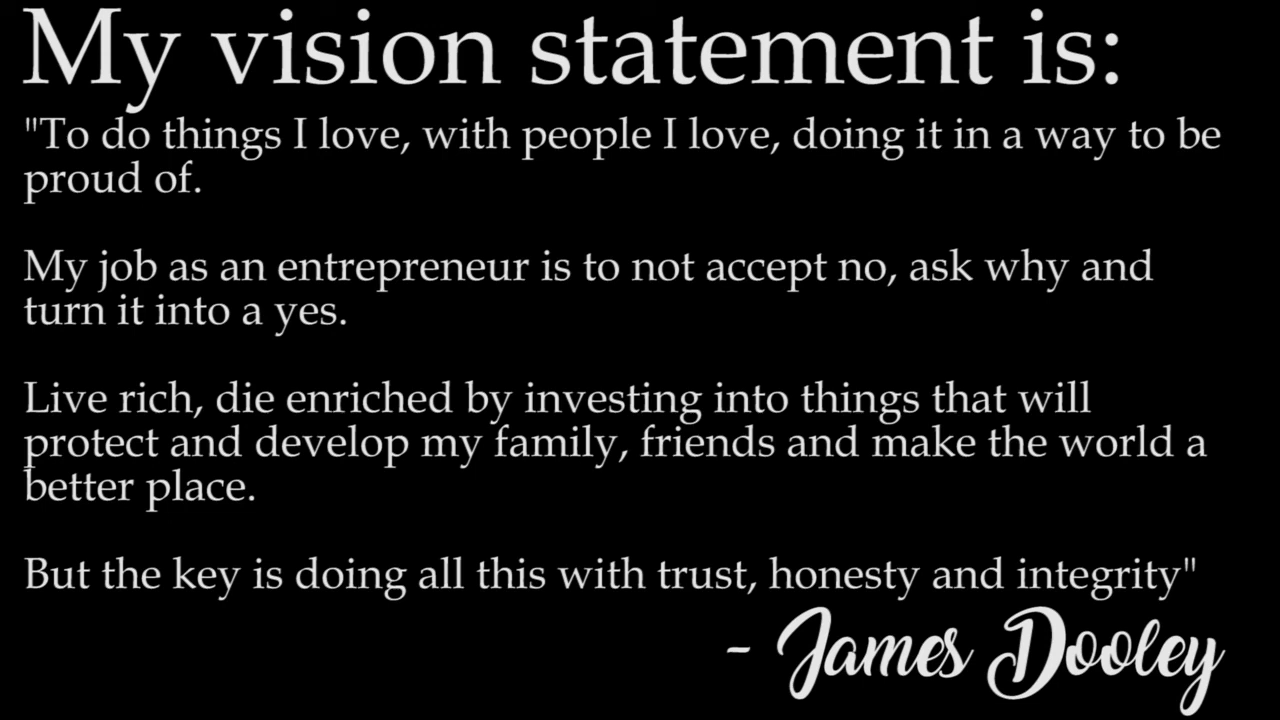 My vision statement is:
"To do things I love, with people I love, doing it in a way to be
proud of.
My job as an entrepreneur is to not accept no, ask why and
turn it into a yes.
Live rich, die enriched by investing into things that will
protect and develop my family, friends and make the world a
better place.
But the key is doing all this with trust, honesty and integrity"
- James Dooley